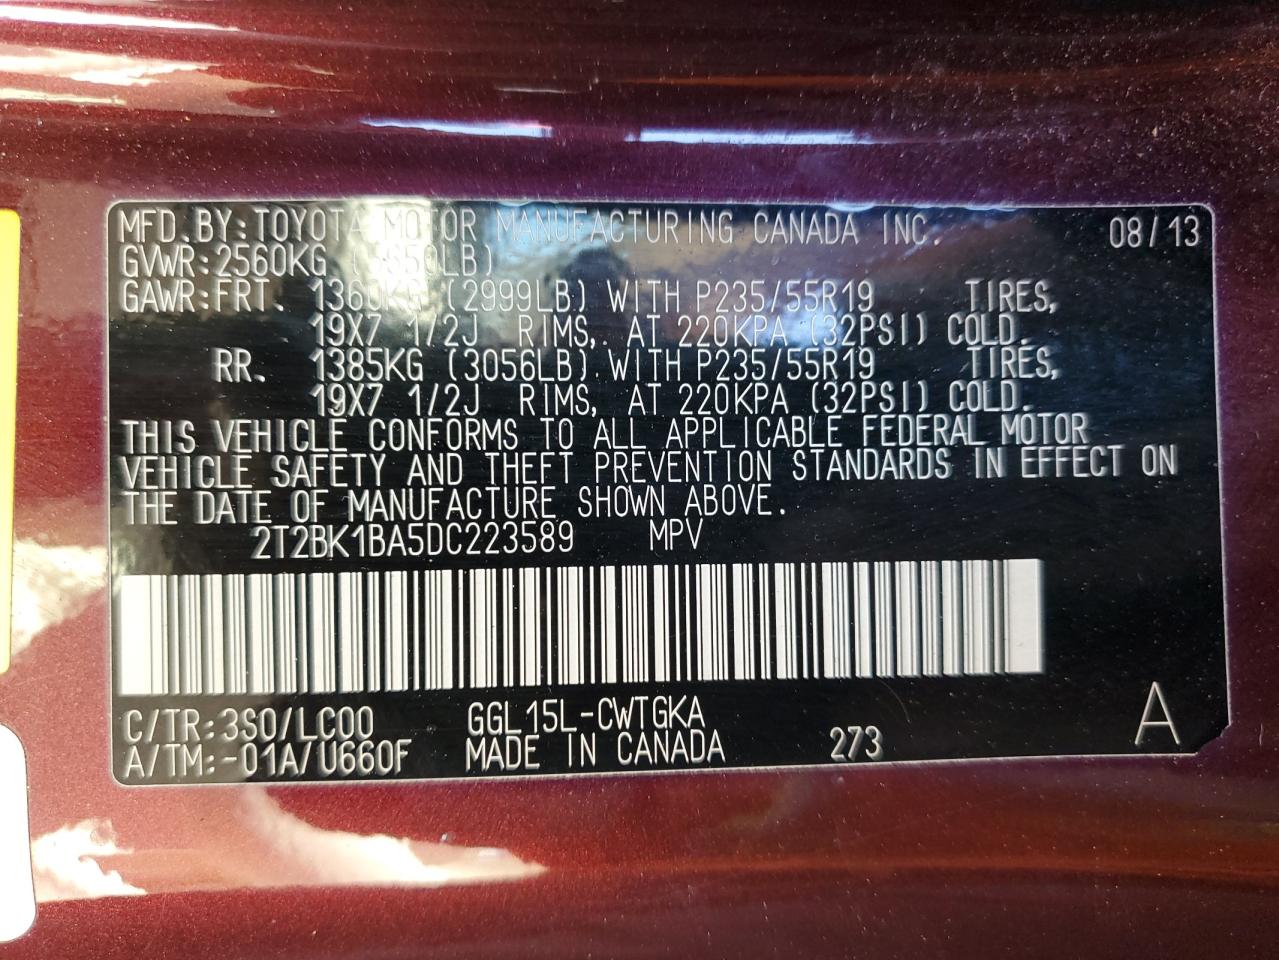 MFD.BY:TOYOTA MOTOR MANUFACTURING CANADA INC. 08/13
GVWR:2560KG (5650LB)
GAWR:FRT. 1360KG (2999LB) WITH P235/55R19 TIRES,
19X7 1/2J RIMS, AT 220KPA (32PSI) COLD.
RR. 1385KG (3056LB) WITH P235/55R19 TIRES,
19X7 1/2J RIMS, AT 220KPA (32PSI) COLD.
THIS VEHICLE CONFORMS TO ALL APPLICABLE FEDERAL MOTOR
VEHICLE SAFETY AND THEFT PREVENTION STANDARDS IN EFFECT ON
THE DATE OF MANUFACTURE SHOWN ABOVE.
2T2BK1BA5DC223589 MPV
C/TR:3S0/LC00 GGL15L-CWTGKA
A/TM:-01A/U660F MADE IN CANADA 273 A